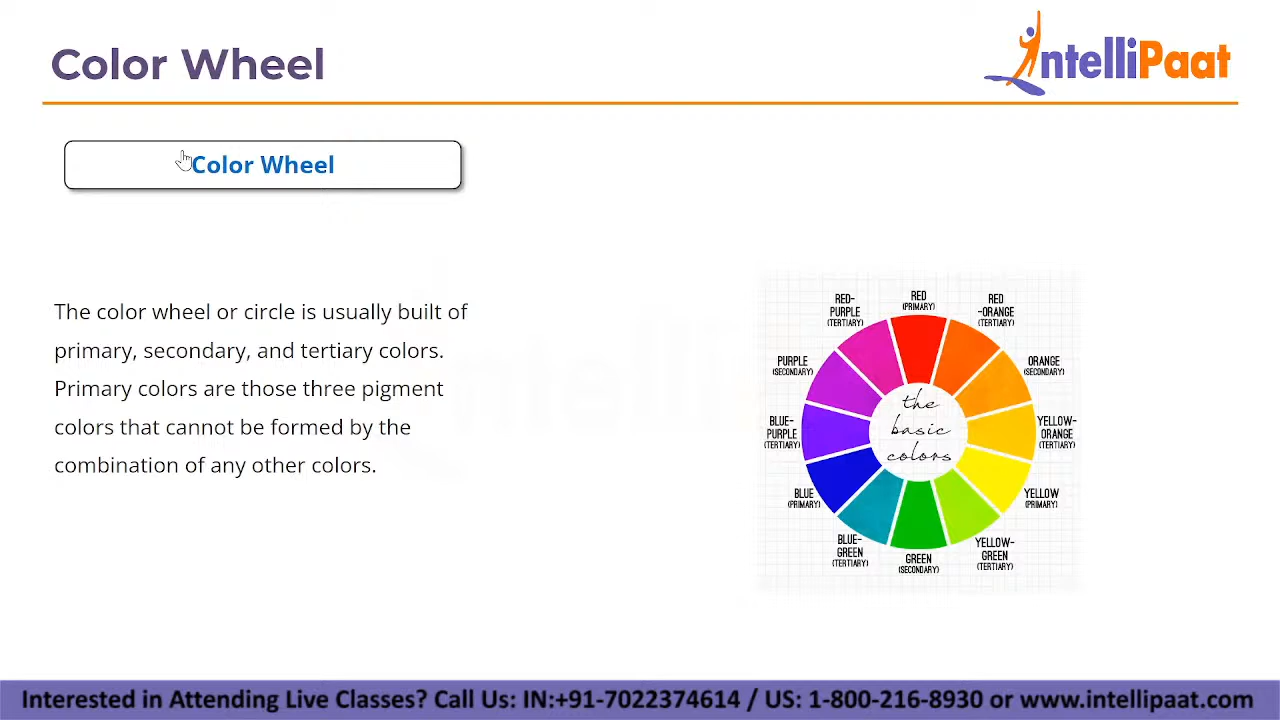 Color Wheel
IntelliPaat
Color Wheel
The color wheel or circle is usually built of
primary, secondary, and tertiary colors.
Primary colors are those three pigment
colors that cannot be formed by the
combination of any other colors.
RED
(PRIMARY)
RED
-ORANGE
(TERTIARY)
ORANGE
(SECONDARY)
YELLOW-
ORANGE
(TERTIARY)
YELLOW
(PRIMARY)
YELLOW-
GREEN
(TERTIARY)
GREEN
(SECONDARY)
BLUE-
GREEN
(TERTIARY)
BLUE
(PRIMARY)
BLUE-
PURPLE
(TERTIARY)
PURPLE
(SECONDARY)
RED-
PURPLE
(TERTIARY)
the
basic
colors
Interested in Attending Live Classes? Call Us: IN:+91-7022374614 / US: 1-800-216-8930 or www.intellipaat.com